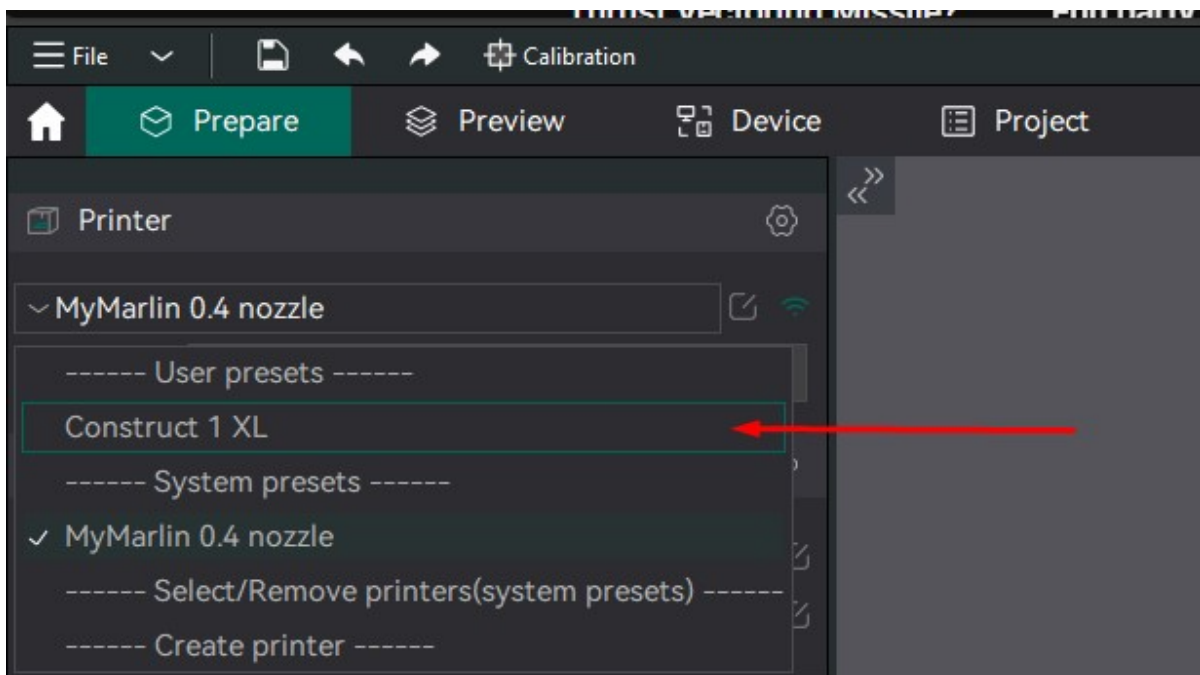 File Calibration
Prepare Preview Device Project
Printer
MyMarlin 0.4 nozzle
------ User presets ------
Construct 1 XL
------ System presets ------
MyMarlin 0.4 nozzle
------ Select/Remove printers(system presets) ------
------ Create printer ------